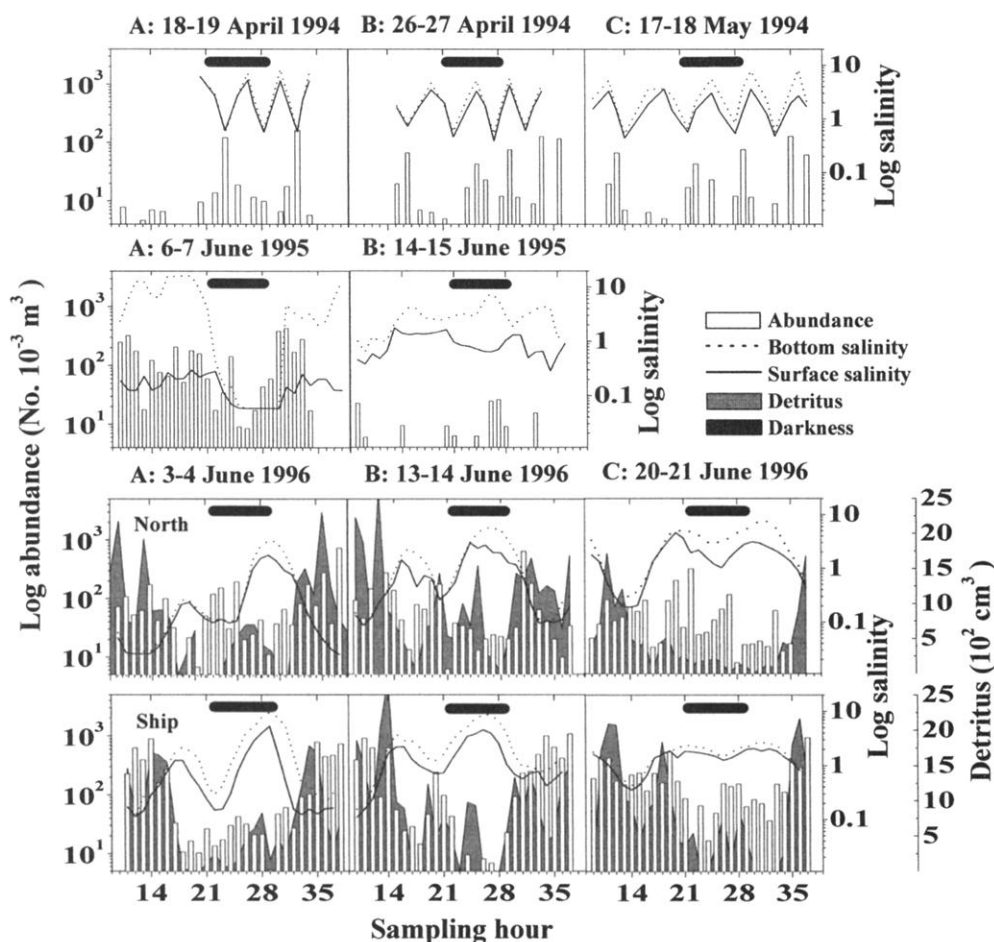 A: 18-19 April 1994 B: 26-27 April 1994 C: 17-18 May 1994
10³ 10
10² 1
10¹ 0.1
Log salinity
A: 6-7 June 1995 B: 14-15 June 1995
10³ 10
10² 1
10¹ 0.1
Log salinity
Abundance
Bottom salinity
Surface salinity
Detritus
Darkness
Log abundance (No. 10⁻³ m³)
A: 3-4 June 1996 B: 13-14 June 1996 C: 20-21 June 1996
North
10³ 10 25
10² 1 20
10¹ 0.1 15
10
5
Log salinity
Detritus (10² cm³)
Ship
10³ 10 25
10² 1 20
10¹ 0.1 15
10
5
14 21 28 35 14 21 28 35 14 21 28 35
Sampling hour